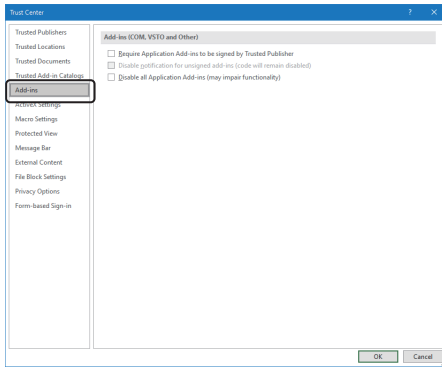 Trust Center
?
Trusted Publishers
Trusted Locations
Trusted Documents
Trusted Add-in Catalogs
Add-ins
ActiveX Settings
Macro Settings
Protected View
Message Bar
External Content
File Block Settings
Privacy Options
Form-based Sign-in
Add-ins (COM, VSTO and Other)
Require Application Add-ins to be signed by Trusted Publisher
Disable notification for unsigned add-ins (code will remain disabled)
Disable all Application Add-ins (may impair functionality)
OK
Cancel